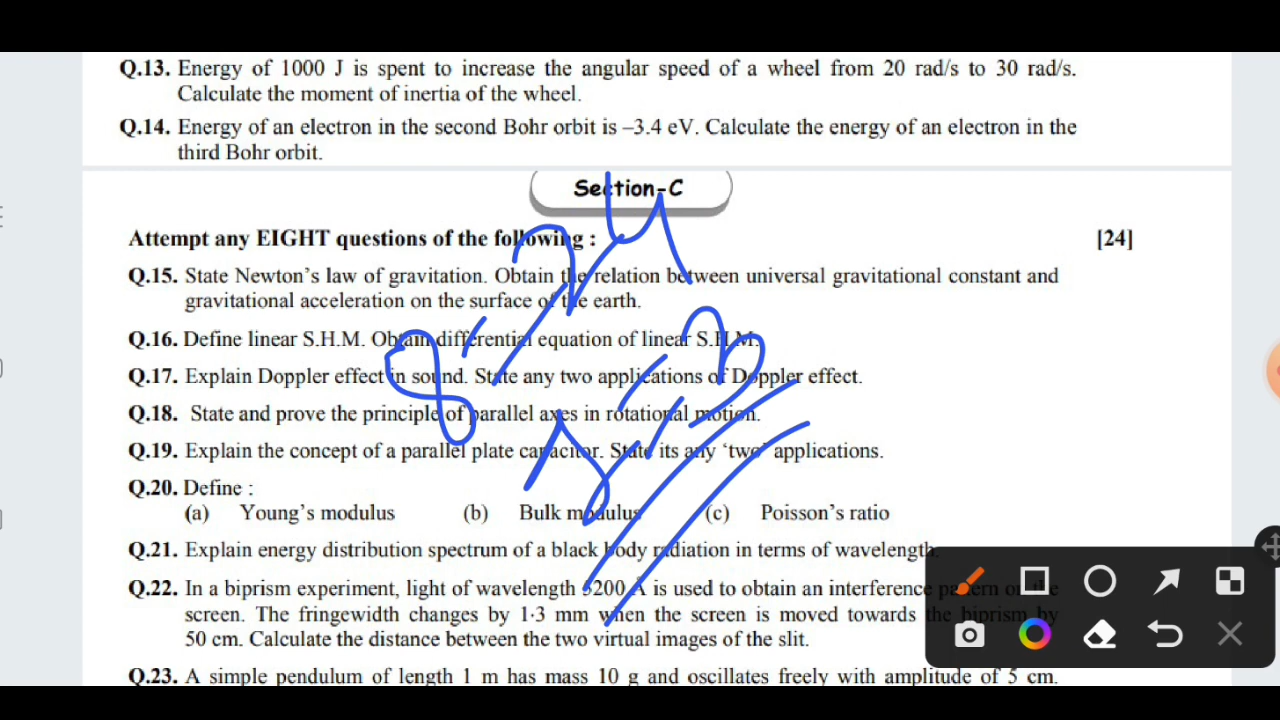 Q.13. Energy of 1000 J is spent to increase the angular speed of a wheel from 20 rad/s to 30 rad/s.
Calculate the moment of inertia of the wheel.
Q.14. Energy of an electron in the second Bohr orbit is –3.4 eV. Calculate the energy of an electron in the
third Bohr orbit.
Section-C
Attempt any EIGHT questions of the following : [24]
Q.15. State Newton's law of gravitation. Obtain the relation between universal gravitational constant and
gravitational acceleration on the surface of the earth.
Q.16. Define linear S.H.M. Obtain differential equation of linear S.H.M.
Q.17. Explain Doppler effect in sound. State any two applications of Doppler effect.
Q.18. State and prove the principle of parallel axes in rotational motion.
Q.19. Explain the concept of a parallel plate capacitor. State its any 'two' applications.
Q.20. Define :
(a) Young's modulus (b) Bulk modulus (c) Poisson's ratio
Q.21. Explain energy distribution spectrum of a black body radiation in terms of wavelength.
Q.22. In a biprism experiment, light of wavelength 5200 Å is used to obtain an interference pattern on the
screen. The fringewidth changes by 1·3 mm when the screen is moved towards the biprism by
50 cm. Calculate the distance between the two virtual images of the slit.
Q.23. A simple pendulum of length 1 m has mass 10 g and oscillates freely with amplitude of 5 cm.
8 - 24